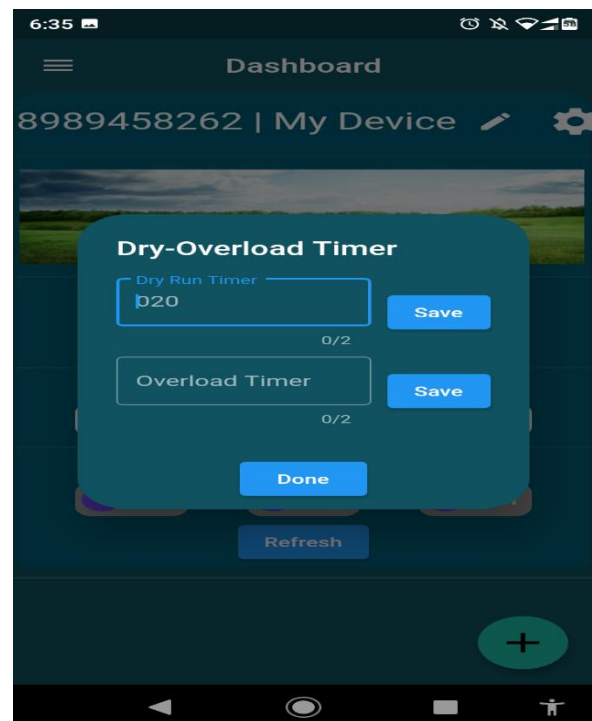 6:35
58
Dashboard
8989458262 | My Device
Dry-Overload Timer
Dry Run Timer
020
Save
0/2
Overload Timer
Save
0/2
Done
Refresh
+